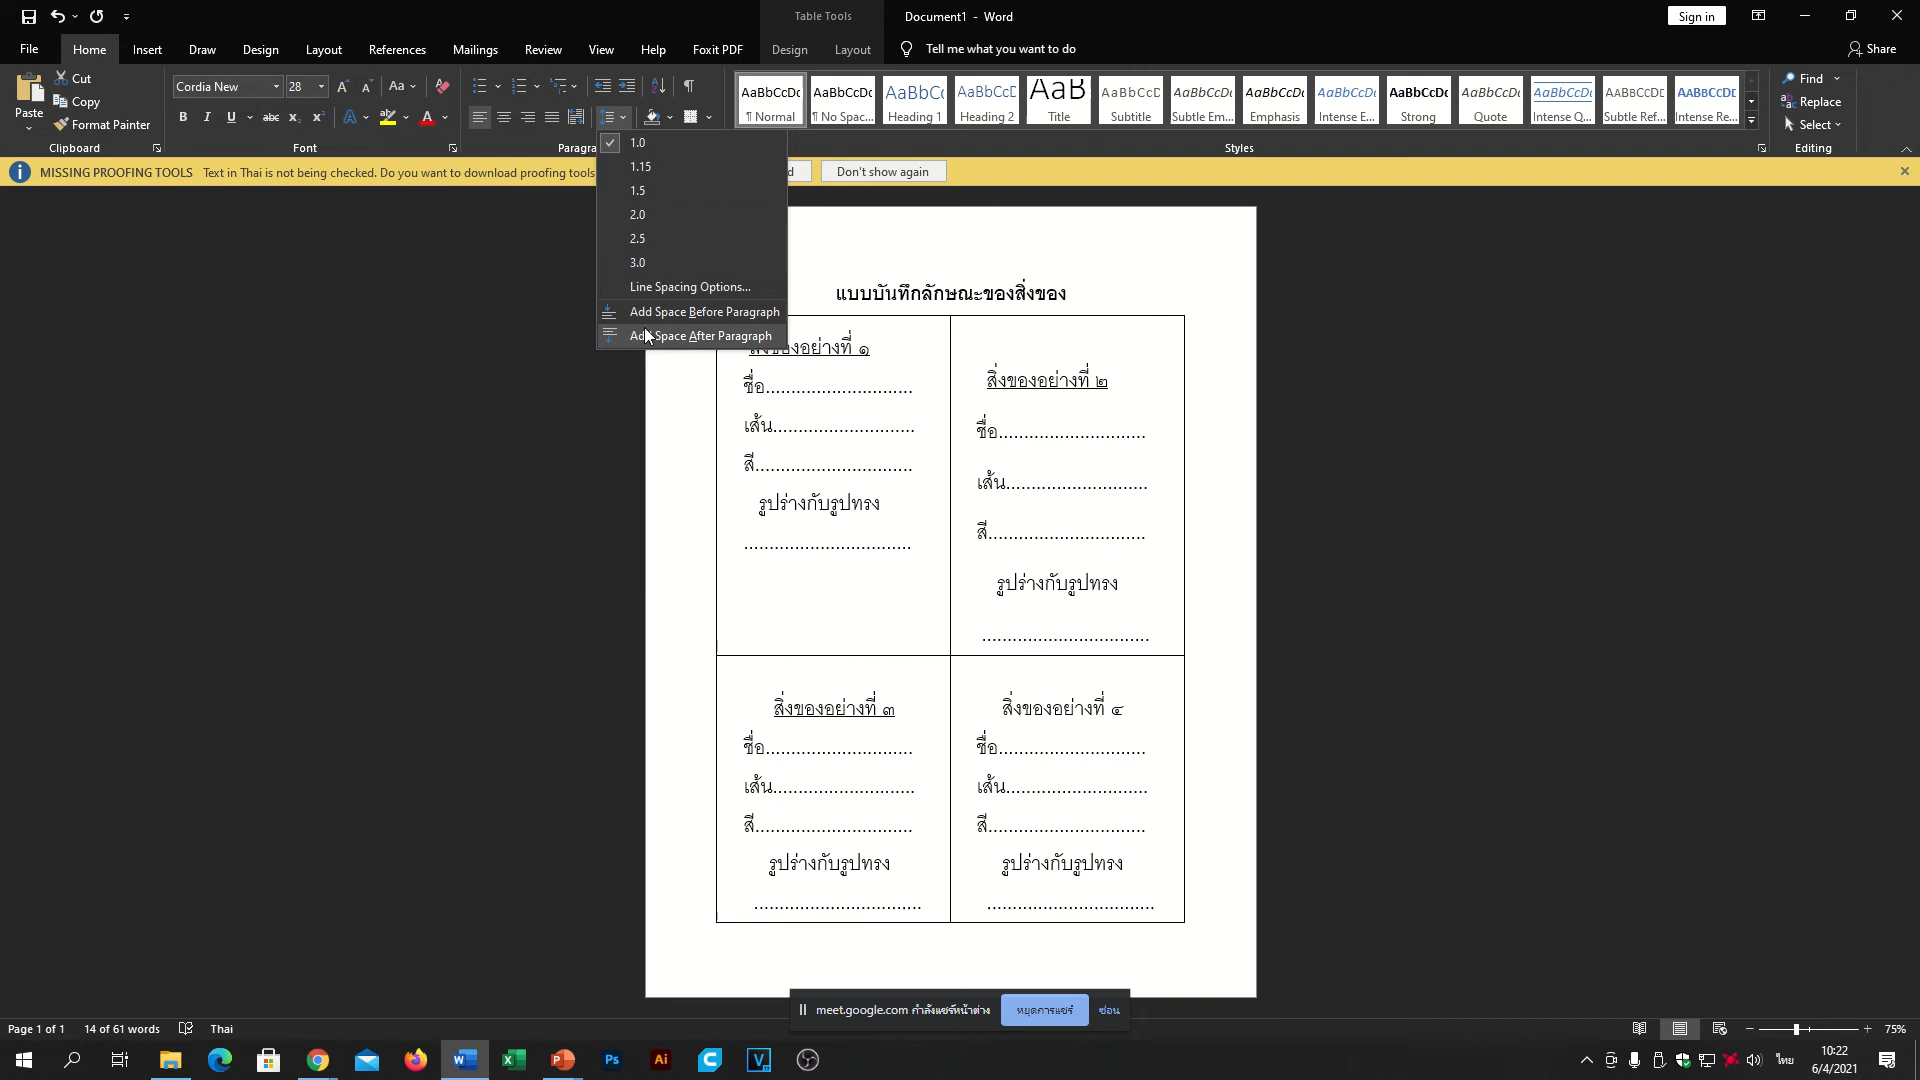 Table Tools
Document1 - Word
Sign in
File
Home
Insert
Draw
Design
Layout
References
Mailings
Review
View
Help
Foxit PDF
Design
Layout
Tell me what you want to do
Share
Paste
Cut
Copy
Format Painter
Clipboard
Cordia New
28
Font
Paragra
AaBbCcDc
¶ Normal
AaBbCcDc
¶ No Spac...
AaBbCc
Heading 1
AaBbCcD
Heading 2
AaB
Title
AaBbCcD
Subtitle
AaBbCcDc
Subtle Em...
AaBbCcDc
Emphasis
AaBbCcDc
Intense E...
AaBbCcDc
Strong
AaBbCcDc
Quote
AaBbCcDc
Intense Q...
AaBbCcDc
Subtle Ref...
AaBbCcDc
Intense Re...
Styles
Find
Replace
Select
Editing
MISSING PROOFING TOOLS Text in Thai is not being checked. Do you want to download proofing tools
d
Don't show again
1.0
1.15
1.5
2.0
2.5
3.0
Line Spacing Options...
Add Space Before Paragraph
Add Space After Paragraph
แบบบันทึกลักษณะของสิ่งของ
สิ่งของอย่างที่ ๑
ชื่อ.............................
เส้น............................
สี...............................
รูปร่างกับรูปทรง
.................................
สิ่งของอย่างที่ ๒
ชื่อ.............................
เส้น............................
สี...............................
รูปร่างกับรูปทรง
.................................
สิ่งของอย่างที่ ๓
ชื่อ.............................
เส้น............................
สี...............................
รูปร่างกับรูปทรง
.................................
สิ่งของอย่างที่ ๔
ชื่อ.............................
เส้น............................
สี...............................
รูปร่างกับรูปทรง
.................................
meet.google.com กำลังแชร์หน้าต่าง
หยุดการแชร์
ซ่อน
Page 1 of 1
14 of 61 words
Thai
75%
ไทย
10:22
6/4/2021